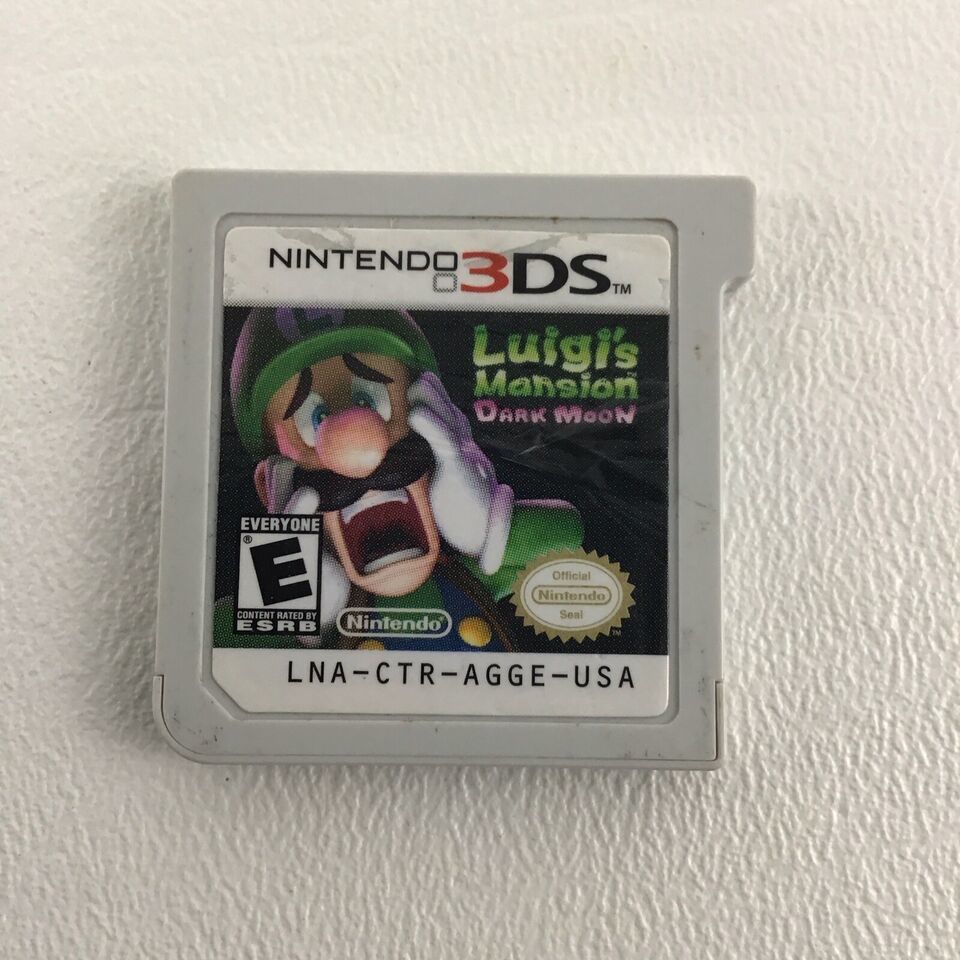 NINTENDO 3DS™
Luigi's
Mansion
DARK MOON
EVERYONE
E®
CONTENT RATED BY
ESRB
Nintendo®
Official
Nintendo
Seal
™
LNA-CTR-AGGE-USA